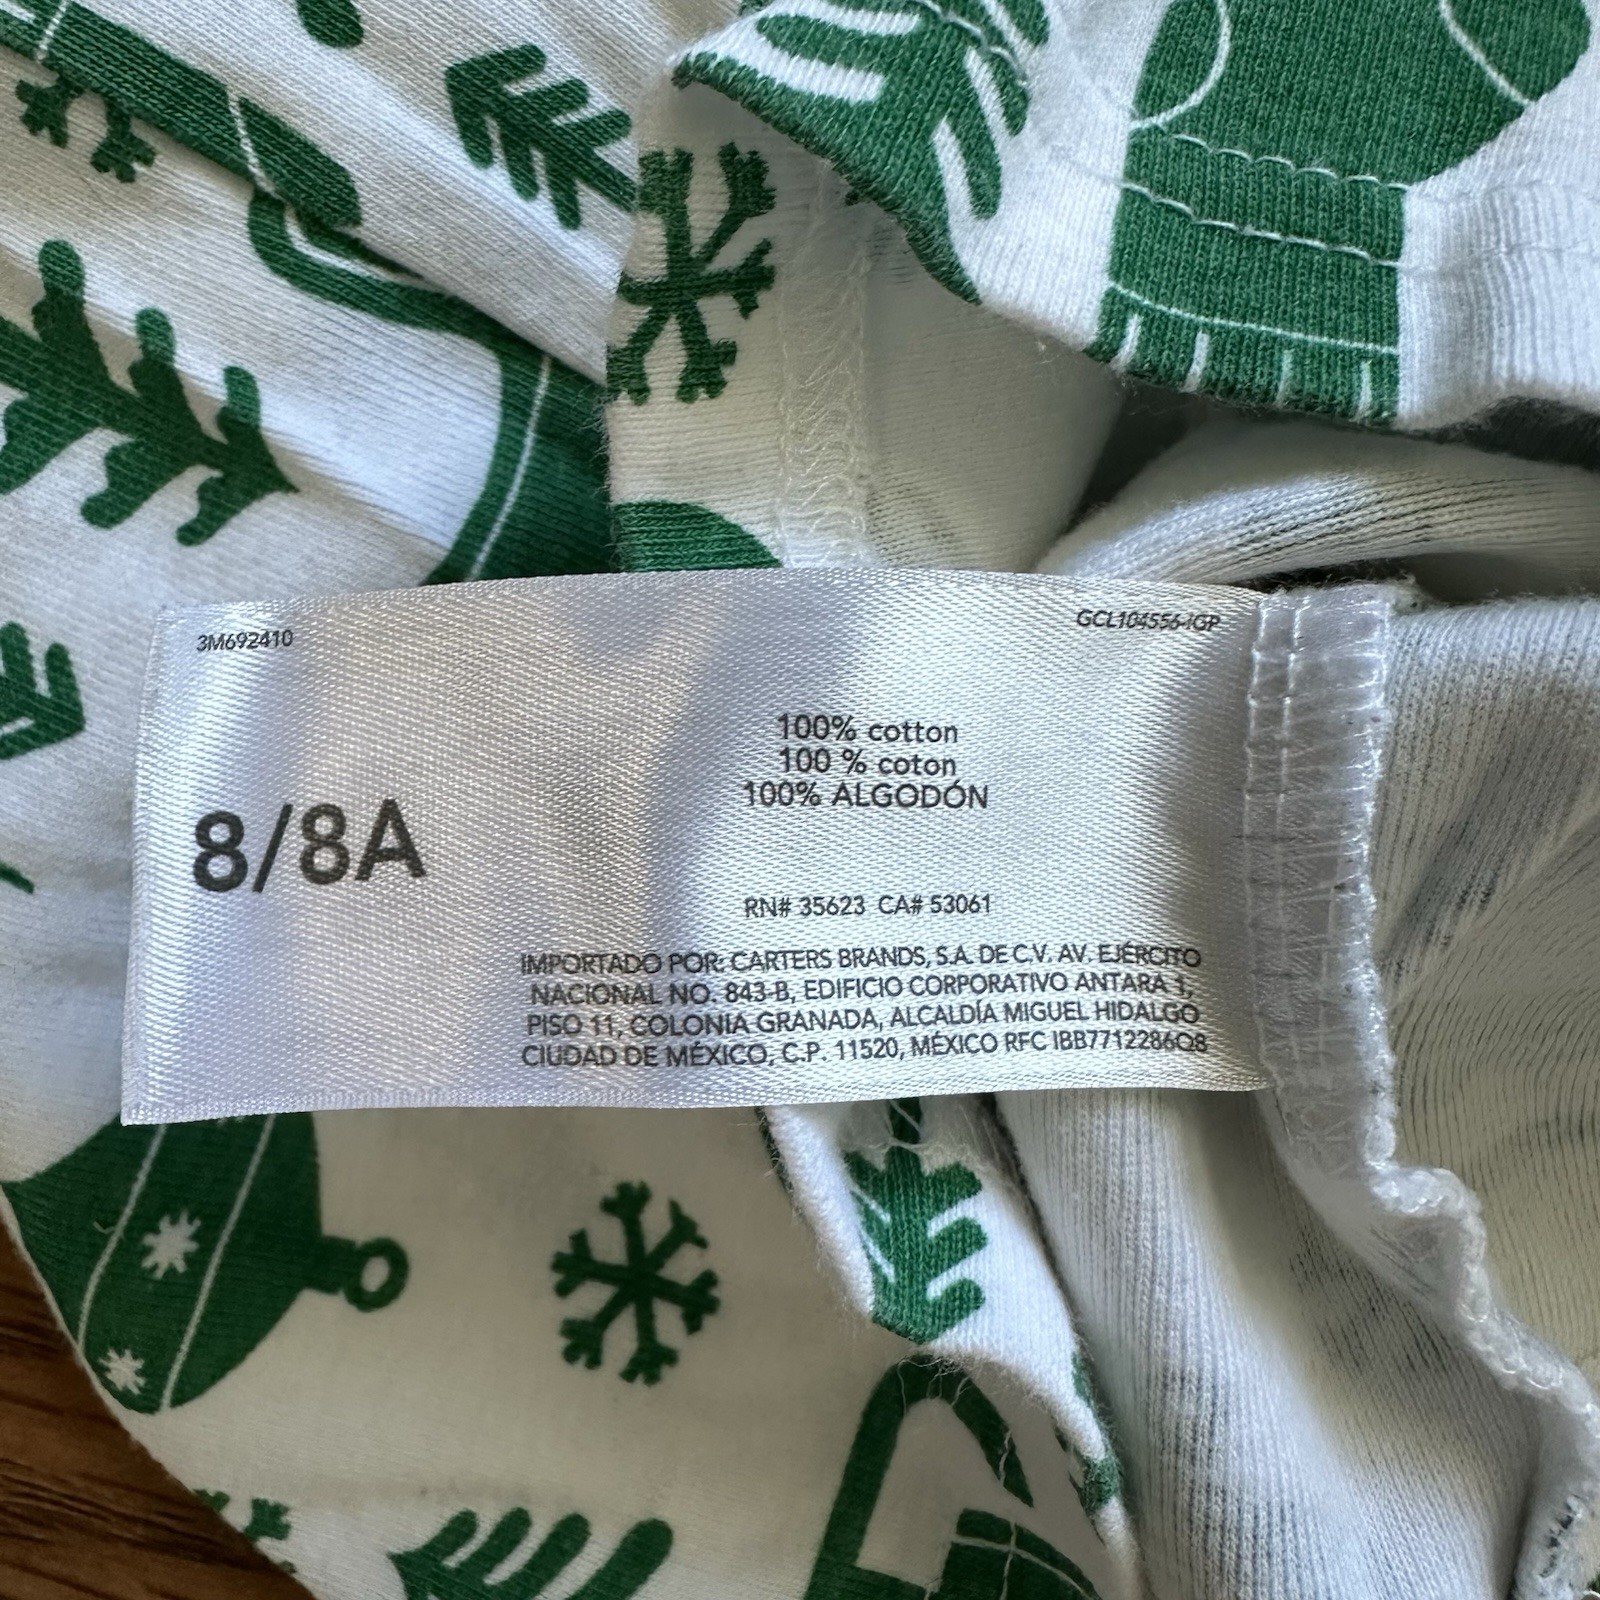 3M692410
GCL104556-IGP
100% cotton
100 % coton
100% ALGODÓN
8/8A
RN# 35623 CA# 53061
IMPORTADO POR: CARTERS BRANDS, S.A. DE C.V. AV. EJÉRCITO
NACIONAL NO. 843-B, EDIFICIO CORPORATIVO ANTARA 1,
PISO 11, COLONIA GRANADA, ALCALDÍA MIGUEL HIDALGO
CIUDAD DE MÉXICO, C.P. 11520, MÉXICO RFC IBB7712286Q8